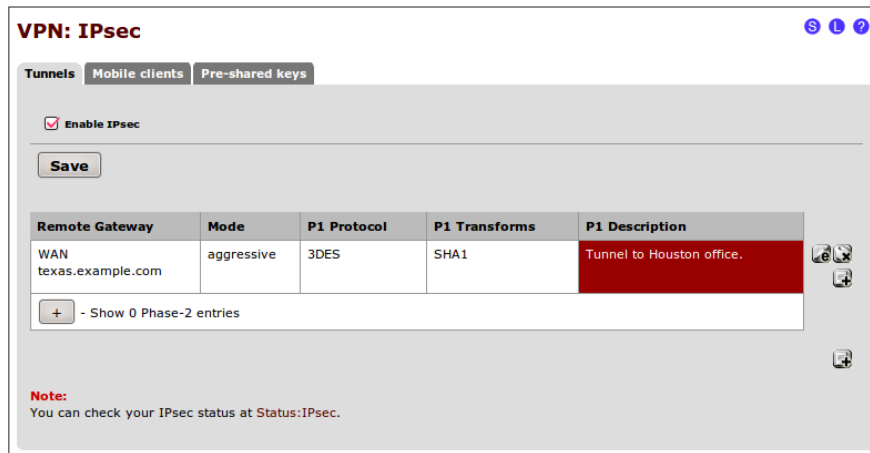 VPN: IPsec
S L ?
Tunnels Mobile clients Pre-shared keys
Enable IPsec
Save
Remote Gateway Mode P1 Protocol P1 Transforms P1 Description
WAN aggressive 3DES SHA1 Tunnel to Houston office.
texas.example.com
e x
+ - Show 0 Phase-2 entries
Note:
You can check your IPsec status at Status:IPsec.